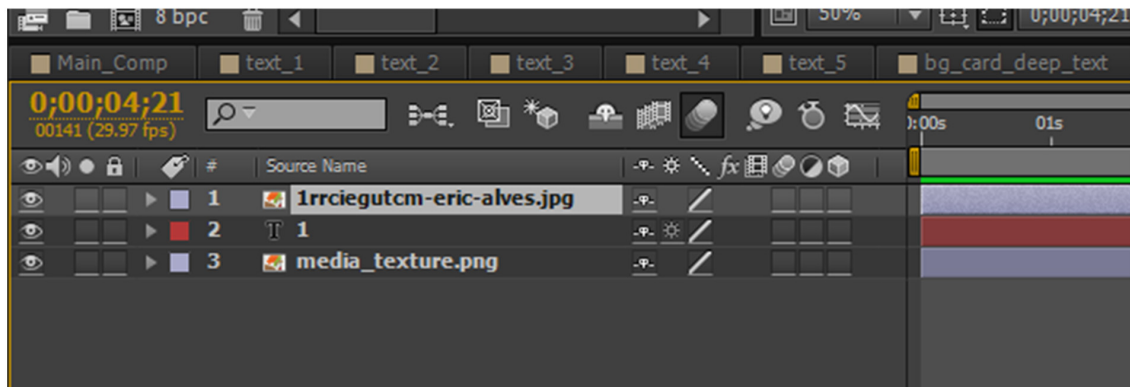 8 bpc 50% 0;00;04;21
Main_Comp text_1 text_2 text_3 text_4 text_5 bg_card_deep_text
0;00;04;21
00141 (29.97 fps)
):00s 01s
# Source Name fx
1 1rrciegutcm-eric-alves.jpg
2 T 1
3 media_texture.png